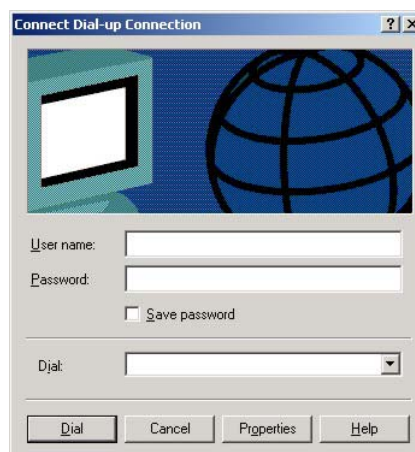 Connect Dial-up Connection
User name:
Password:
Save password
Dial:
Dial Cancel Properties Help